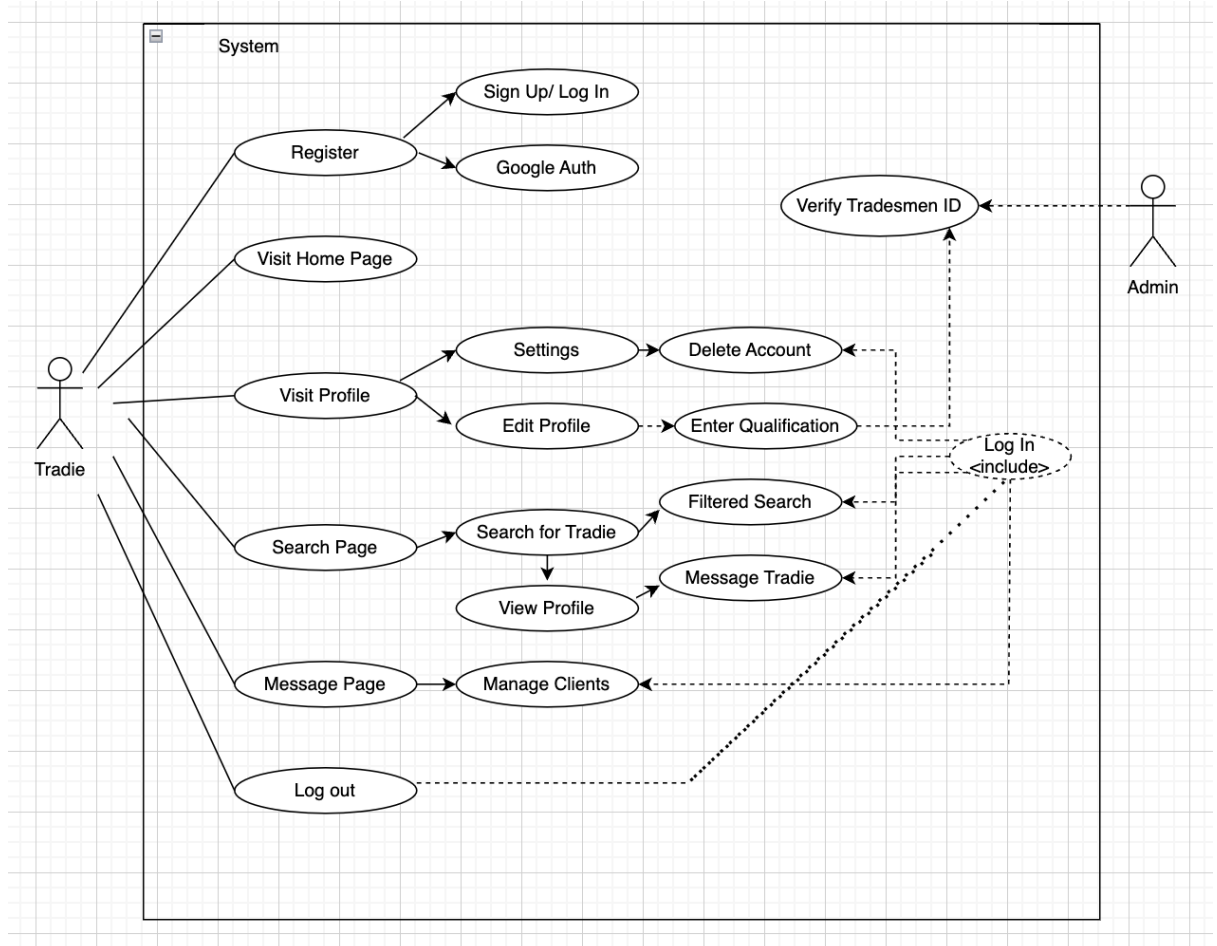 System
Sign Up/ Log In
Register
Google Auth
Verify Tradesmen ID
Visit Home Page
Admin
Settings
Delete Account
Visit Profile
Edit Profile
Enter Qualification
Log In
<include>
Tradie
Filtered Search
Search for Tradie
Search Page
Message Tradie
View Profile
Message Page
Manage Clients
Log out